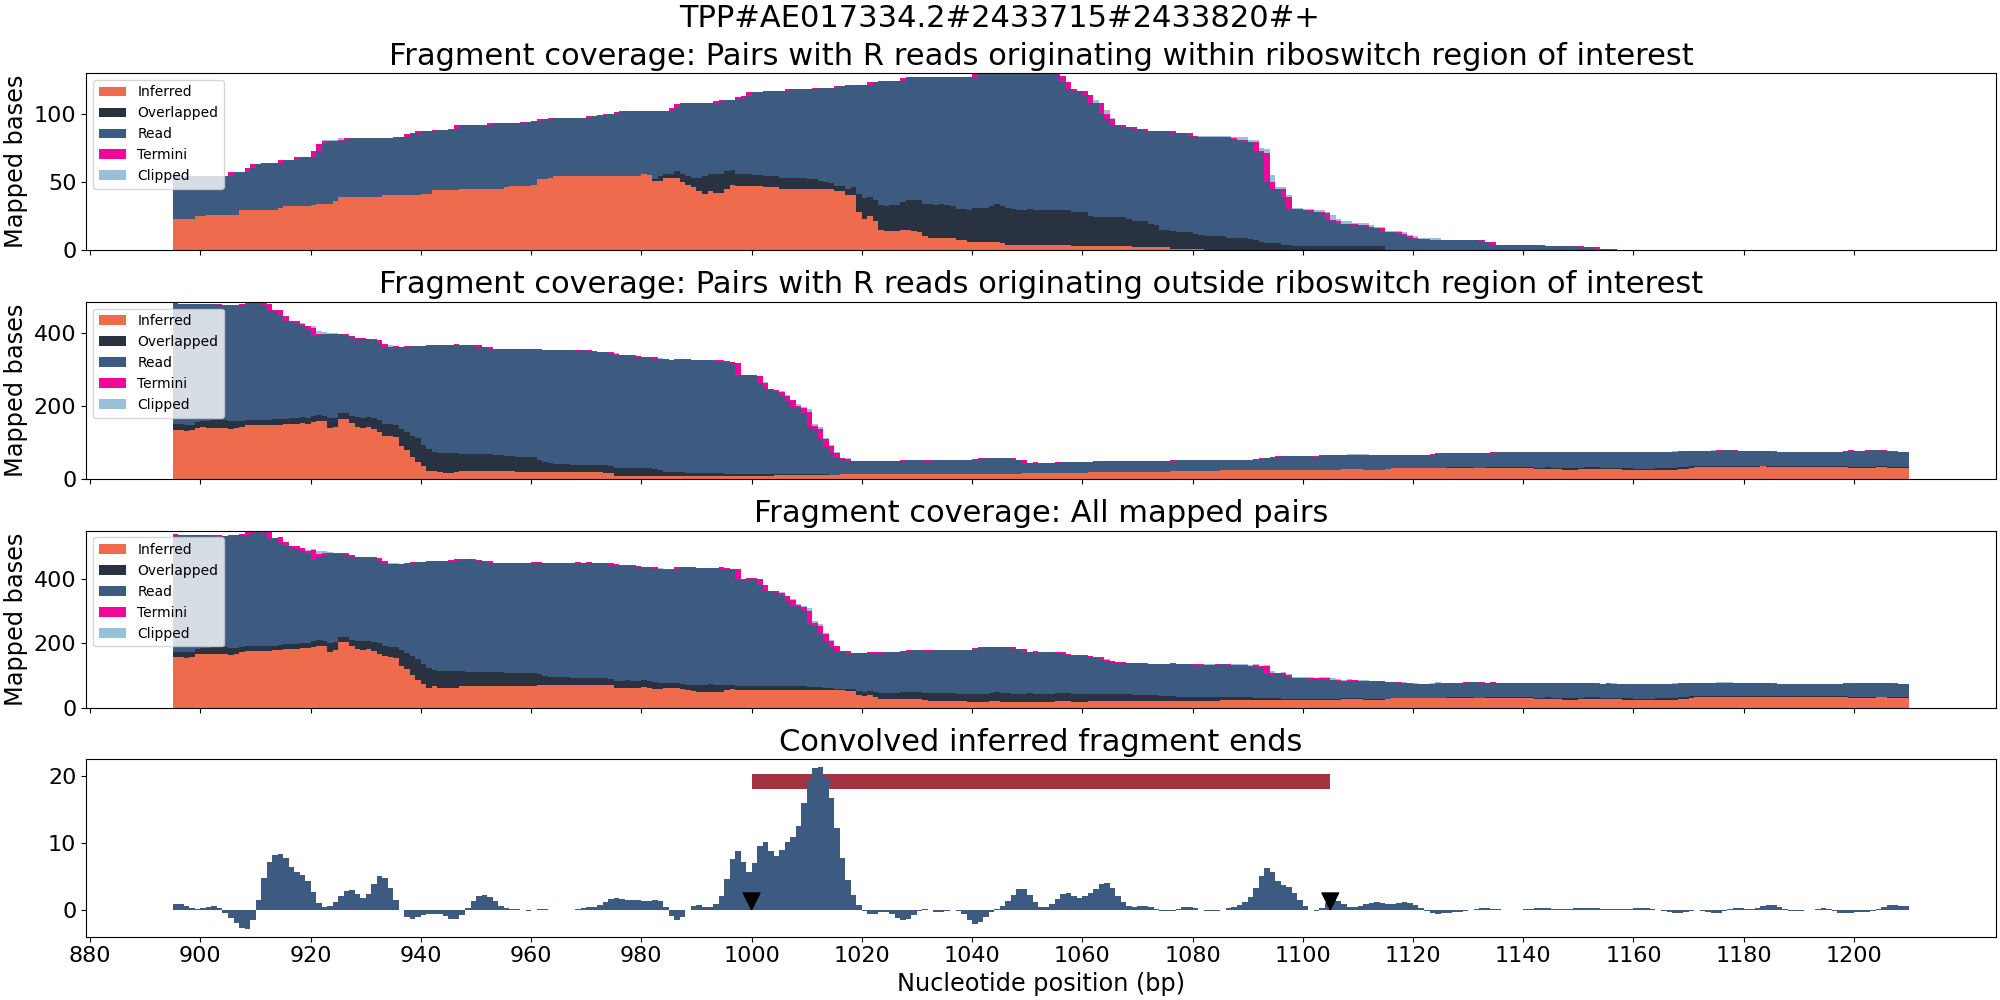 TPP#AE017334.2#2433715#2433820#+
Fragment coverage: Pairs with R reads originating within riboswitch region of interest
Mapped bases
100
50
0
Inferred
Overlapped
Read
Termini
Clipped
Fragment coverage: Pairs with R reads originating outside riboswitch region of interest
Mapped bases
400
200
0
Inferred
Overlapped
Read
Termini
Clipped
Fragment coverage: All mapped pairs
Mapped bases
400
200
0
Inferred
Overlapped
Read
Termini
Clipped
Convolved inferred fragment ends
20
10
0
880 900 920 940 960 980 1000 1020 1040 1060 1080 1100 1120 1140 1160 1180 1200
Nucleotide position (bp)